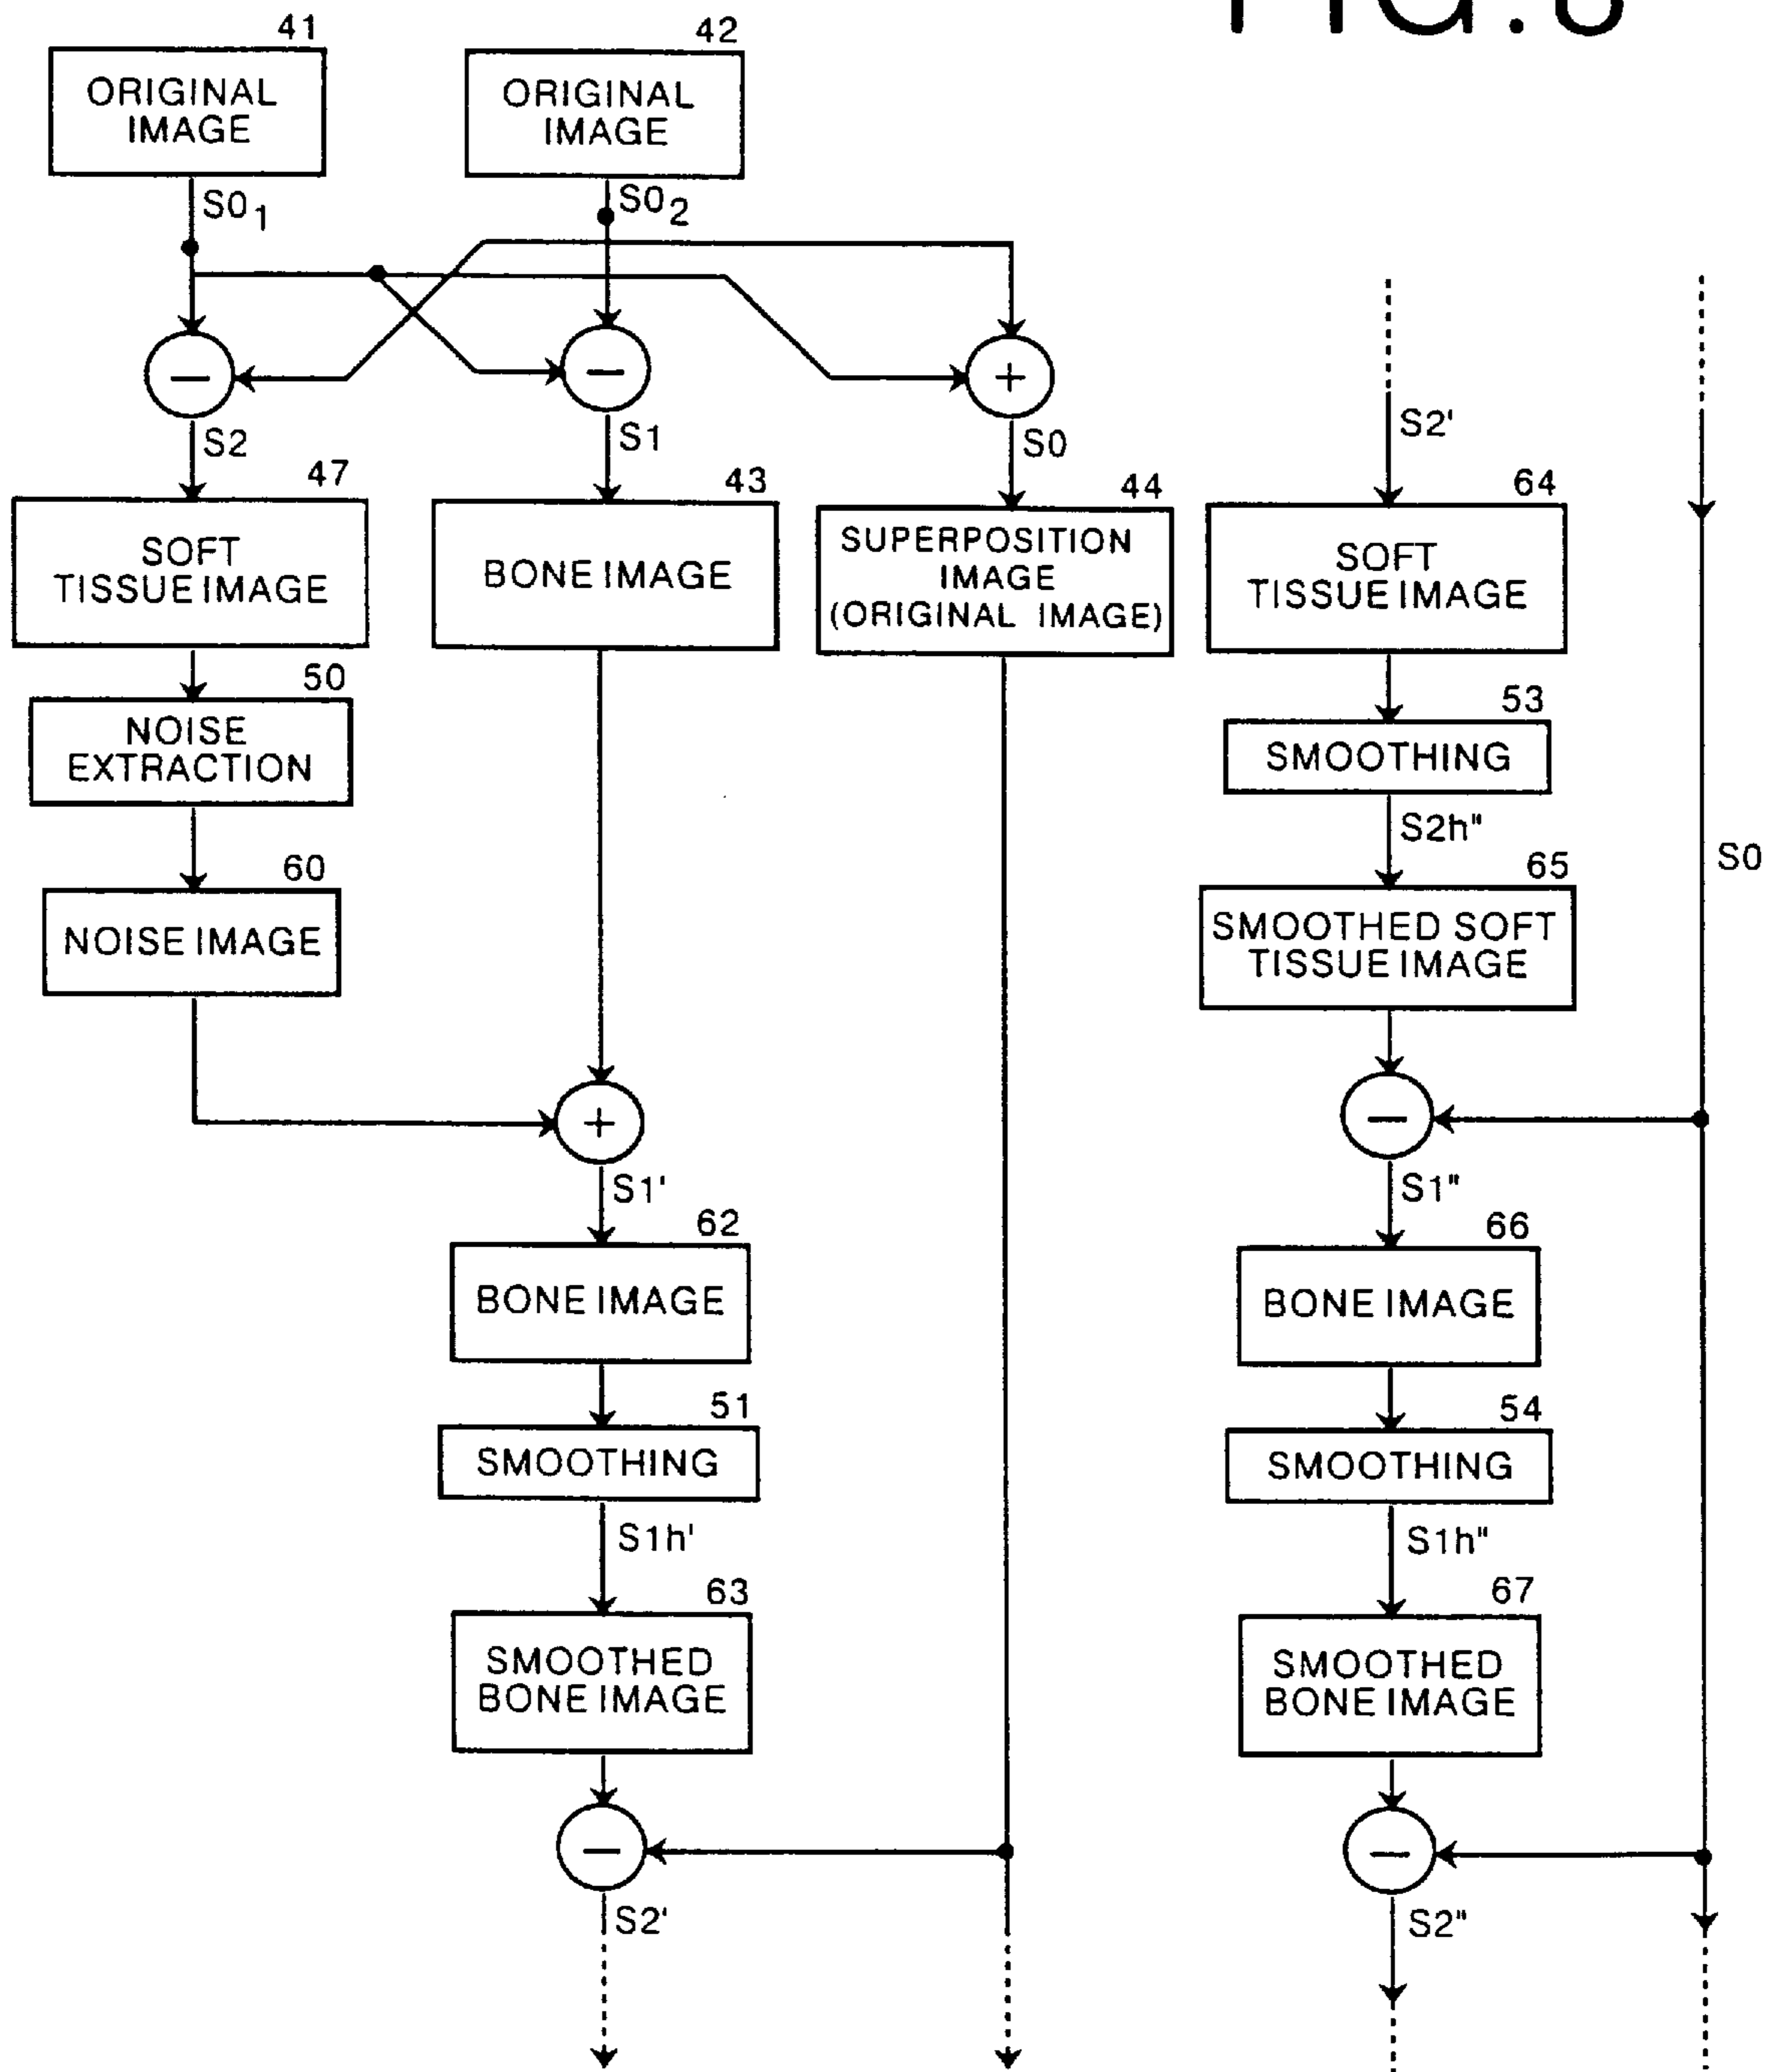 FIG.
41
42
ORIGINAL
IMAGE
ORIGINAL
IMAGE
S0₁
S0₂
−
−
+
S2
S1
S0
S2'
47
43
44
64
SOFT
TISSUE IMAGE
BONE IMAGE
SUPERPOSITION
IMAGE
(ORIGINAL IMAGE)
SOFT
TISSUE IMAGE
50
53
NOISE
EXTRACTION
SMOOTHING
S2h"
60
65
S0
NOISE IMAGE
SMOOTHED SOFT
TISSUE IMAGE
+
−
S1'
S1"
62
66
BONE IMAGE
BONE IMAGE
51
54
SMOOTHING
SMOOTHING
S1h'
S1h"
63
67
SMOOTHED
BONE IMAGE
SMOOTHED
BONE IMAGE
−
−
S2'
S2"